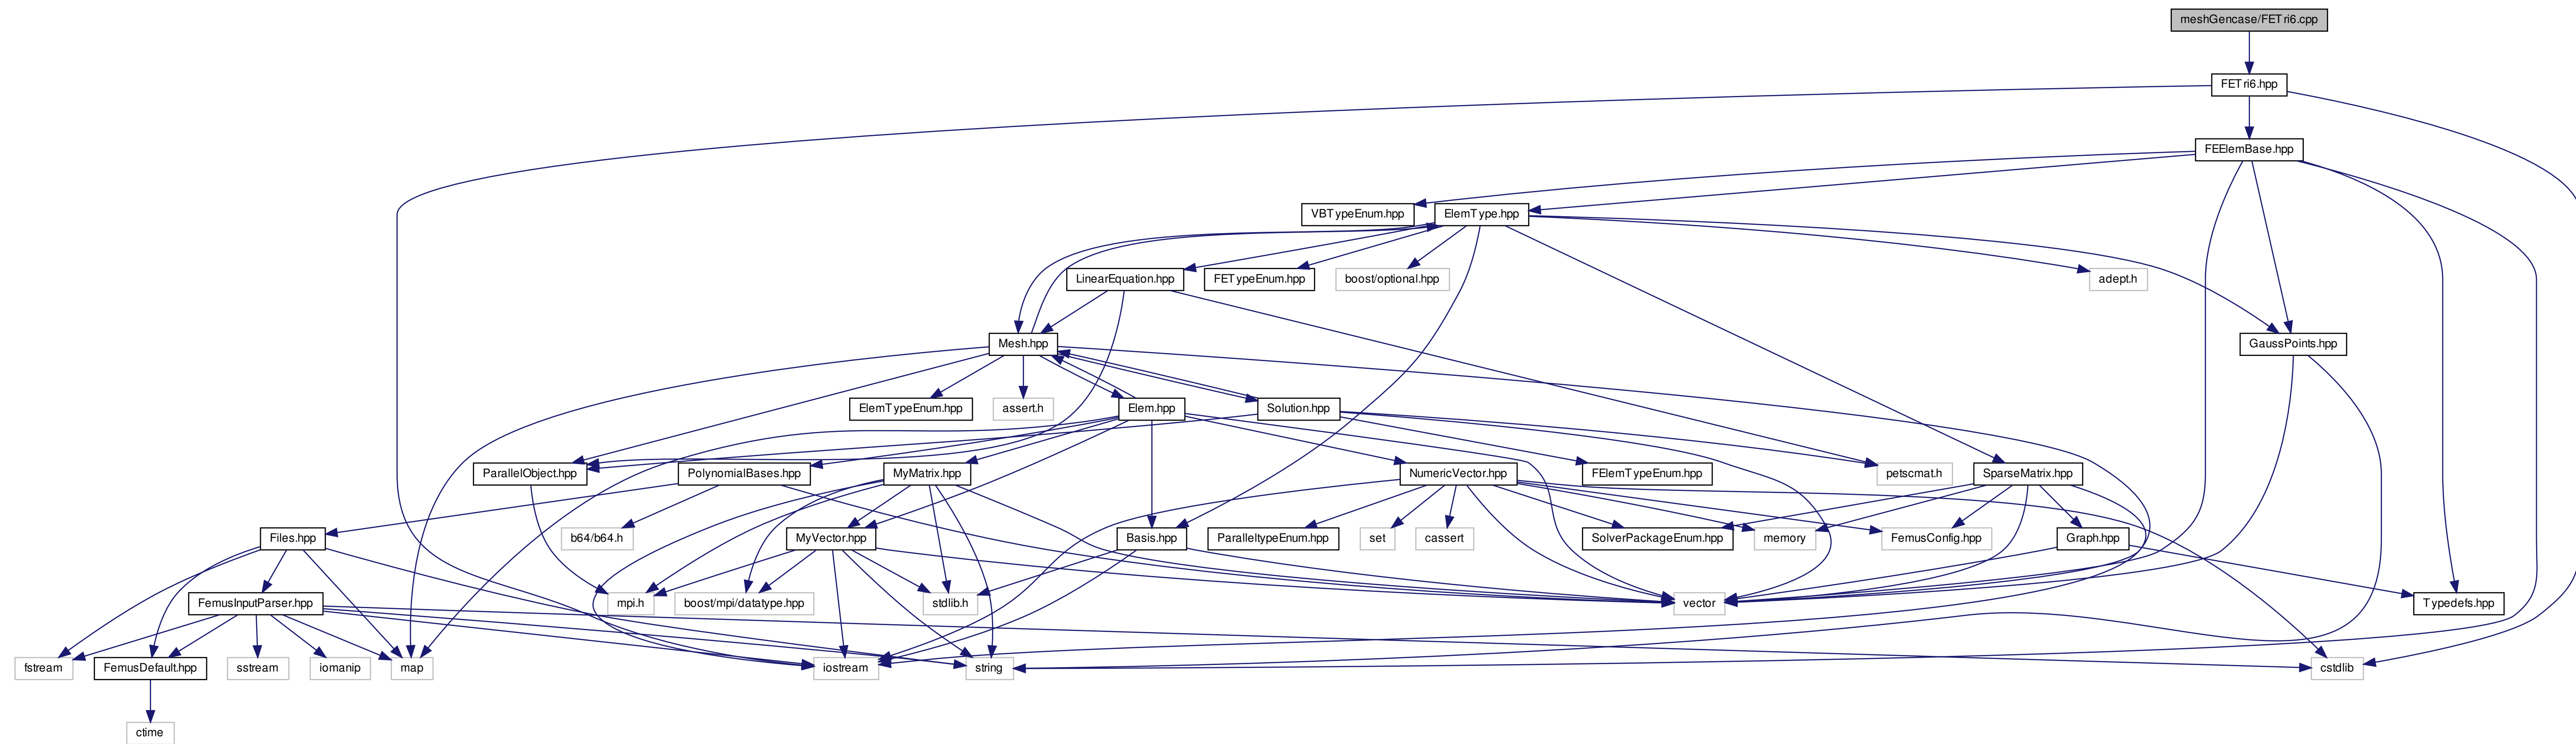 meshGencase/FETri6.cpp
FETri6.hpp
FEElemBase.hpp
VBTypeEnum.hpp
ElemType.hpp
LinearEquation.hpp
FETypeEnum.hpp
boost/optional.hpp
adept.h
Mesh.hpp
GaussPoints.hpp
ElemTypeEnum.hpp
assert.h
Elem.hpp
Solution.hpp
ParallelObject.hpp
PolynomialBases.hpp
MyMatrix.hpp
NumericVector.hpp
FElemTypeEnum.hpp
petscmat.h
SparseMatrix.hpp
Files.hpp
b64/b64.h
MyVector.hpp
Basis.hpp
ParalleltypeEnum.hpp
set
cassert
SolverPackageEnum.hpp
memory
FemusConfig.hpp
Graph.hpp
FemusInputParser.hpp
mpi.h
boost/mpi/datatype.hpp
stdlib.h
vector
Typedefs.hpp
fstream
FemusDefault.hpp
sstream
iomanip
map
iostream
string
cstdlib
ctime